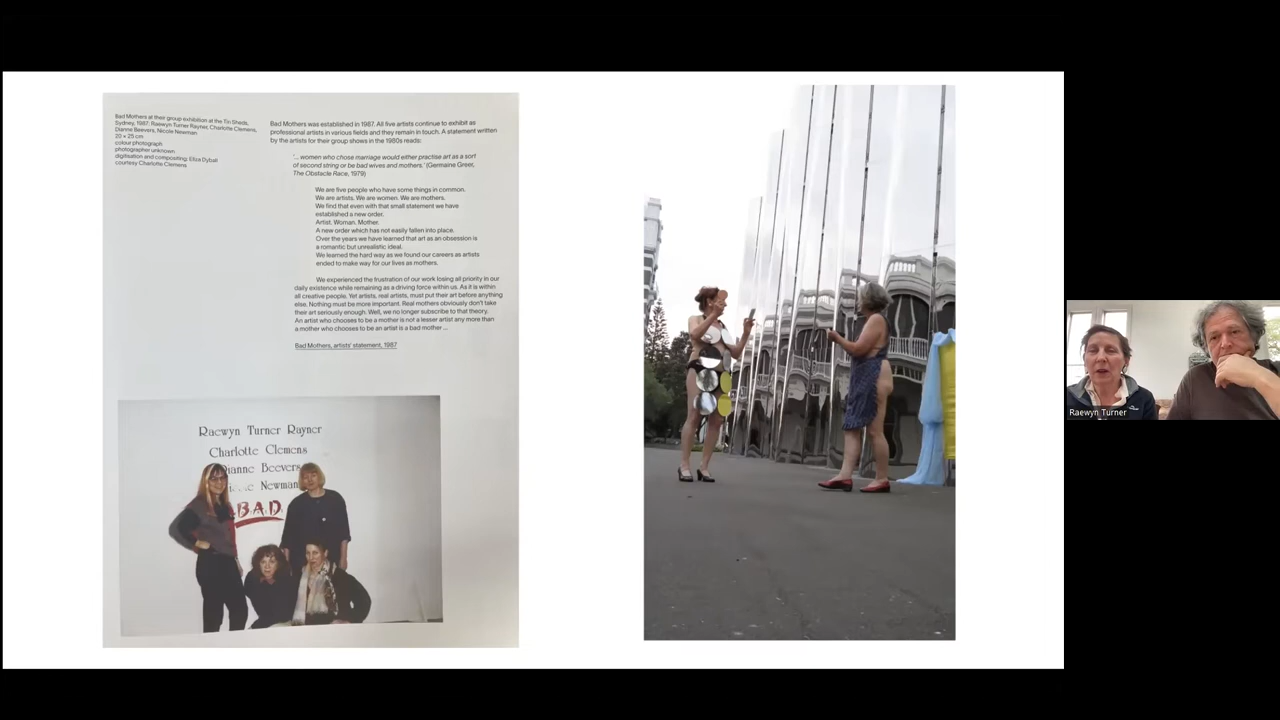 Bad Mothers at their group exhibition at the Tin Sheds,
Sydney, 1987: Raewyn Turner Rayner, Charlotte Clemens,
Dianne Beevers, Nicole Newman
20 × 25 cm
colour photograph
photographer unknown
digitisation and compositing: Eliza Dyball
courtesy Charlotte Clemens
Bad Mothers was established in 1987. All five artists continue to exhibit as
professional artists in various fields and they remain in touch. A statement written
by the artists for their group shows in the 1980s reads:
'... women who chose marriage would either practise art as a sort
of second string or be bad wives and mothers.' (Germaine Greer,
The Obstacle Race, 1979)
We are five people who have some things in common.
We are artists. We are women. We are mothers.
We find that even with that small statement we have
established a new order.
Artist. Woman. Mother.
A new order which has not easily fallen into place.
Over the years we have learned that art as an obsession is
a romantic but unrealistic ideal.
We learned the hard way as we found our careers as artists
ended to make way for our lives as mothers.
We experienced the frustration of our work losing all priority in our
daily existence while remaining as a driving force within us. As it is within
all creative people. Yet artists, real artists, must put their art before anything
else. Nothing must be more important. Real mothers obviously don't take
their art seriously enough. Well, we no longer subscribe to that theory.
An artist who chooses to be a mother is not a lesser artist any more than
a mother who chooses to be an artist is a bad mother ...
Bad Mothers, artists' statement, 1987
Raewyn Turner Rayner
Charlotte Clemens
Dianne Beevers
Newman
BAD
Raewyn Turner